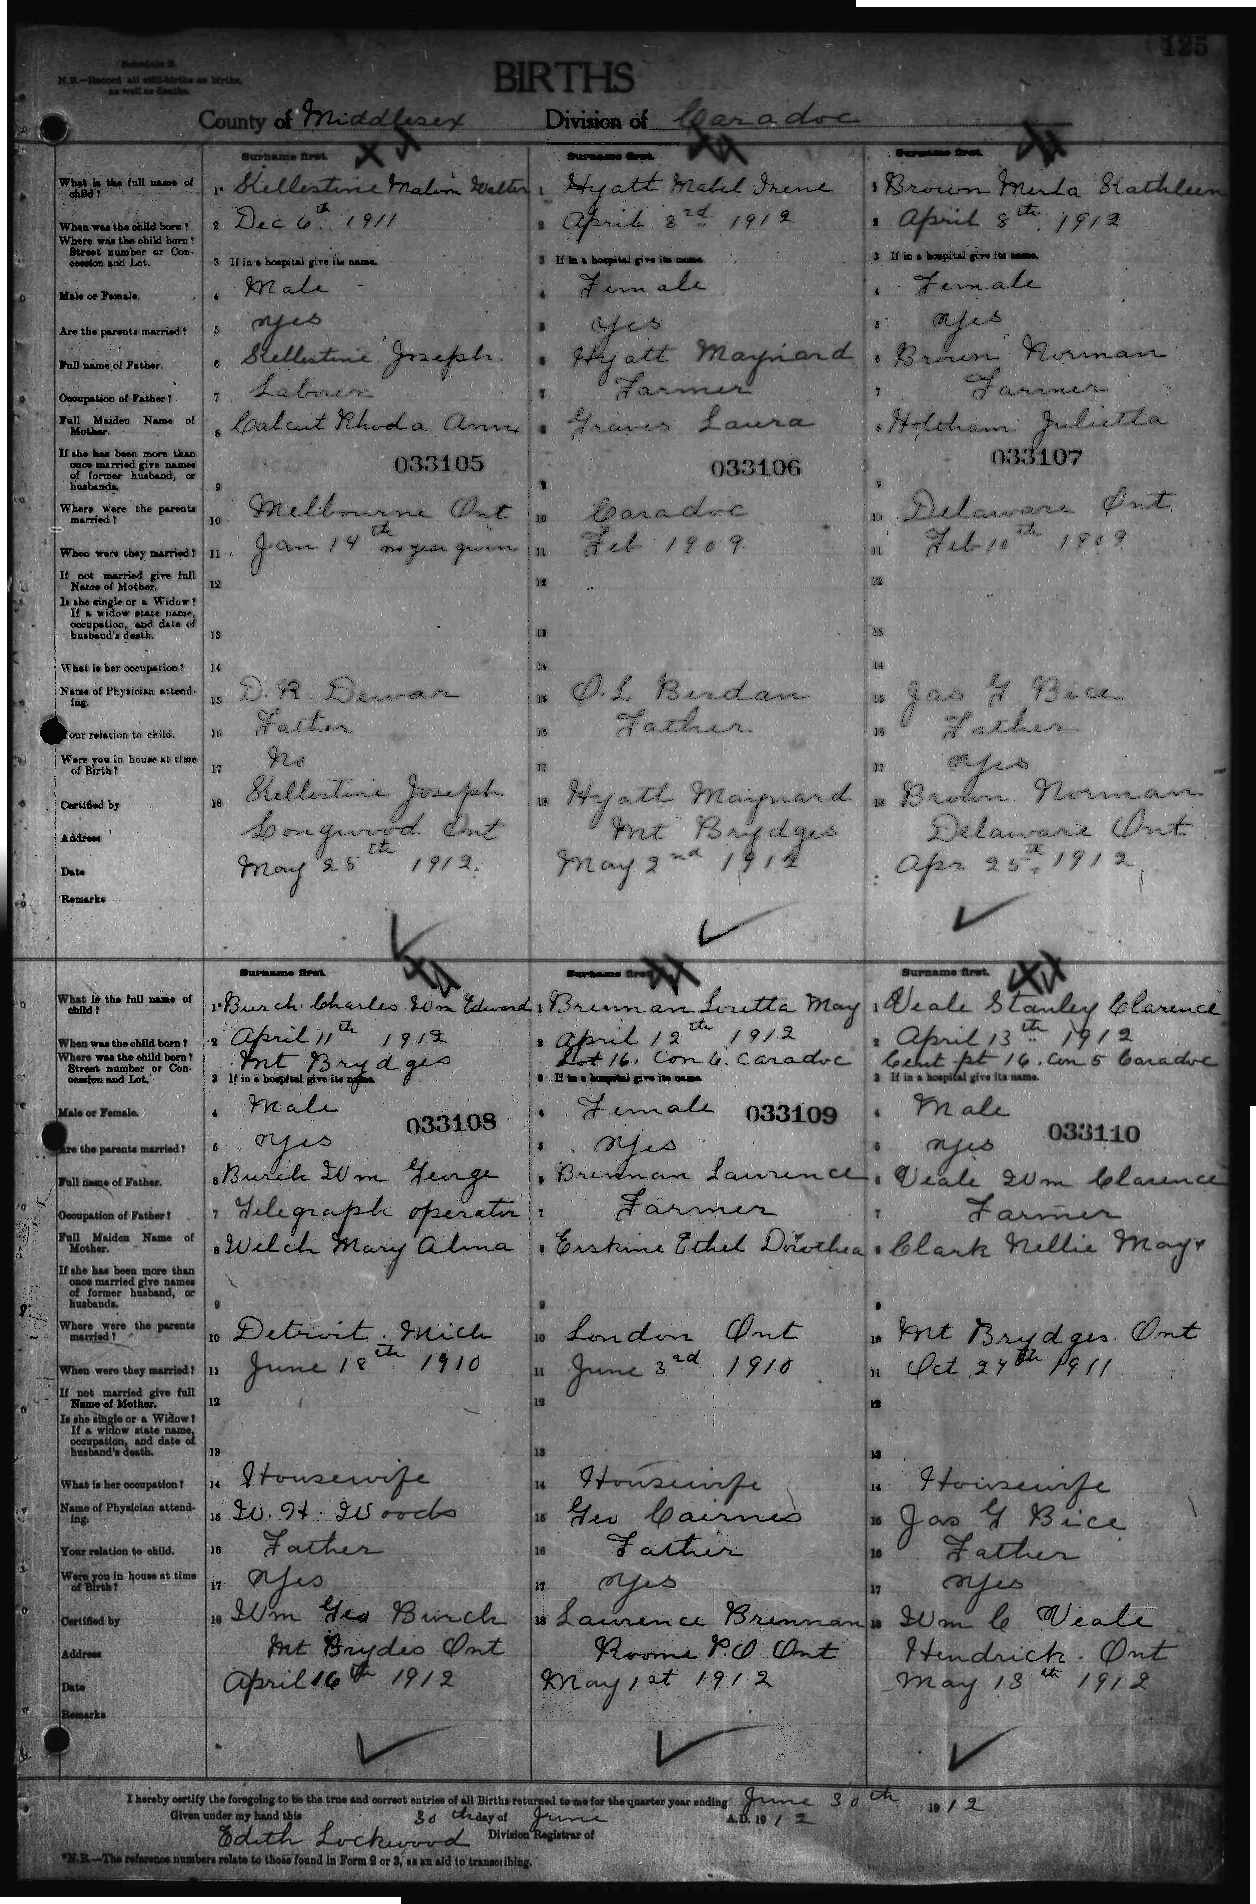 125
Schedule B.
N.B.—Record all still-births as births,
as well as deaths.
BIRTHS
County of Middlesex Division of Caradoc
Surname first. Surname first. Surname first.
What is the full name of child? 1 Kellestine Malvin Walter 1 Hyatt Mabel Irene 1 Brown Merla Kathleen
When was the child born? 2 Dec 6th 1911 2 April 3rd 1912 2 April 8th 1912
Where was the child born? Street number or Concession and Lot. 3 If in a hospital give its name. 3 If in a hospital give its name. 3 If in a hospital give its name.
Male or Female. 4 Male 4 Female 4 Female
Are the parents married? 5 yes 5 yes 5 yes
Full name of Father. 6 Kellestine Joseph 6 Hyatt Maynard 6 Brown Norman
Occupation of Father? 7 Laborer 7 Farmer 7 Farmer
Full Maiden Name of Mother. 8 Calcut Rhoda Ann 8 Graves Laura 8 Holtham Julietta
If she has been more than once married give names of former husband, or husbands. 9 033105 9 033106 9 033107
Where were the parents married? 10 Melbourne Ont 10 Caradoc 10 Delaware Ont
When were they married? 11 Jan 14th no year given 11 Feb 1909 11 Feb 10th 1909
If not married give full Name of Mother. 12 12 12
Is she single or a Widow? If a widow state name, occupation, and date of husband's death. 13 13 13
What is her occupation? 14 14 14
Name of Physician attending. 15 D. R. Dewar 15 O. L. Berdan 15 Jas G Bice
Your relation to child. 16 Father 16 Father 16 Father
Were you in house at time of Birth? 17 No 17 17 yes
Certified by 18 Kellestine Joseph 18 Hyatt Maynard 18 Brown Norman
Address Longwood Ont Mt Brydges Delaware Ont
Date May 25th 1912. May 2nd 1912 Apr 25th 1912
Remarks
Surname first. Surname first. Surname first.
What is the full name of child? 1 Burch Charles Wm Edward 1 Brennan Loretta May 1 Veale Stanley Clarence
When was the child born? 2 April 11th 1912 2 April 12th 1912 2 April 13th 1912
Where was the child born? Street number or Concession and Lot. Mt Brydges Lot 16. Con 6. Caradoc Cent pt 16. Con 5 Caradoc
3 If in a hospital give its name. 3 If in a hospital give its name. 3 If in a hospital give its name.
Male or Female. 4 Male 033108 4 Female 033109 4 Male 033110
Are the parents married? 5 yes 5 yes 5 yes
Full name of Father. 6 Burch Wm George 6 Brennan Lawrence 6 Veale Wm Clarence
Occupation of Father? 7 Telegraph operator 7 Farmer 7 Farmer
Full Maiden Name of Mother. 8 Welch Mary Alma 8 Erskine Ethel Dorothea 8 Clark Nellie May
If she has been more than once married give names of former husband, or husbands. 9 9 9
Where were the parents married? 10 Detroit. Mich 10 London Ont 10 Mt Brydges. Ont
When were they married? 11 June 18th 1910 11 June 3rd 1910 11 Oct 24th 1911
If not married give full Name of Mother. 12 12 12
Is she single or a Widow? If a widow state name, occupation, and date of husband's death. 13 13 13
What is her occupation? 14 Housewife 14 Housewife 14 Housewife
Name of Physician attending. 15 W. H. Woods 15 Geo Cairnes 15 Jas G Bice
Your relation to child. 16 Father 16 Father 16 Father
Were you in house at time of Birth? 17 yes 17 yes 17 yes
Certified by 18 Wm Geo Burch 18 Lawrence Brennan 18 Wm C Veale
Address Mt Brydes Ont Roome P.O Ont Hendrick. Ont
Date April 16th 1912 May 1st 1912 May 13th 1912
Remarks
I hereby certify the foregoing to be the true and correct entries of all Births returned to me for the quarter year ending June 30th 1912
Given under my hand this 30th day of June A.D. 1912
Edith Lockwood Division Registrar of
*N.B.—The reference numbers relate to those found in Form 2 or 3, as an aid to transcribing.